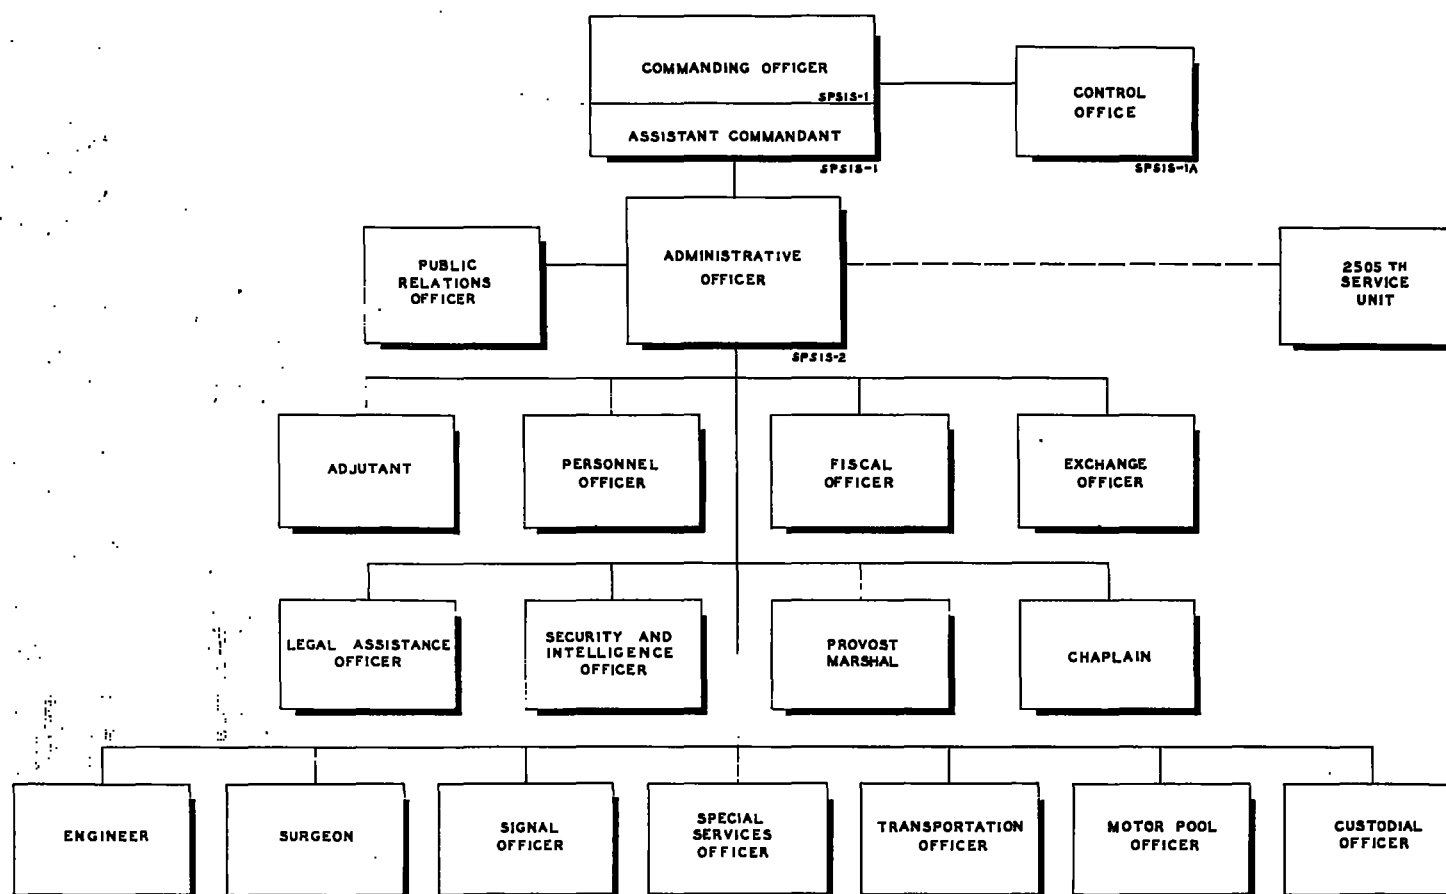 COMMANDING OFFICER
SPSIS-1
ASSISTANT COMMANDANT
SPSIS-1
CONTROL
OFFICE
SPSIS-1A
PUBLIC
RELATIONS
OFFICER
ADMINISTRATIVE
OFFICER
SPSIS-2
2505 TH
SERVICE
UNIT
ADJUTANT
PERSONNEL
OFFICER
FISCAL
OFFICER
EXCHANGE
OFFICER
LEGAL ASSISTANCE
OFFICER
SECURITY AND
INTELLIGENCE
OFFICER
PROVOST
MARSHAL
CHAPLAIN
ENGINEER
SURGEON
SIGNAL
OFFICER
SPECIAL
SERVICES
OFFICER
TRANSPORTATION
OFFICER
MOTOR POOL
OFFICER
CUSTODIAL
OFFICER